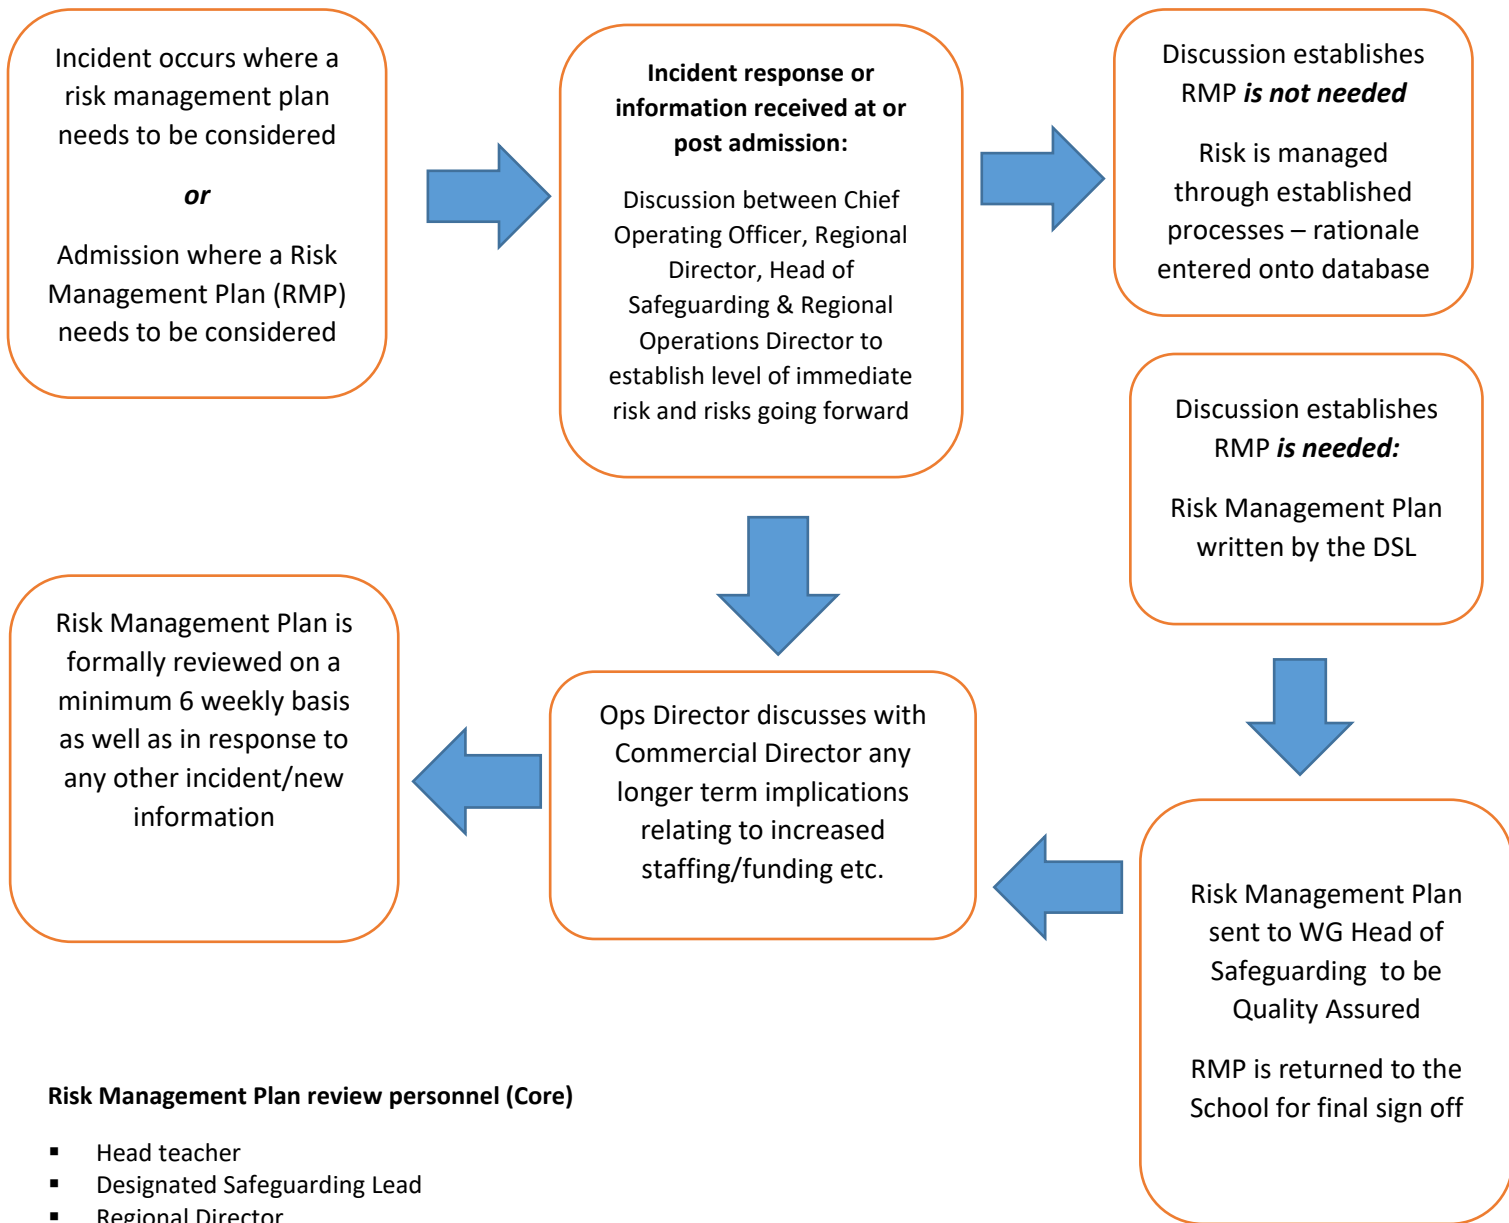 Incident occurs where a
risk management plan
needs to be considered
or
Admission where a Risk
Management Plan (RMP)
needs to be considered
Incident response or
information received at or
post admission:
Discussion between Chief
Operating Officer, Regional
Director, Head of
Safeguarding & Regional
Operations Director to
establish level of immediate
risk and risks going forward
Discussion establishes
RMP is not needed
Risk is managed
through established
processes – rationale
entered onto database
Discussion establishes
RMP is needed:
Risk Management Plan
written by the DSL
Risk Management Plan is
formally reviewed on a
minimum 6 weekly basis
as well as in response to
any other incident/new
information
Ops Director discusses with
Commercial Director any
longer term implications
relating to increased
staffing/funding etc.
Risk Management Plan
sent to WG Head of
Safeguarding to be
Quality Assured
RMP is returned to the
School for final sign off
Risk Management Plan review personnel (Core)
▪ Head teacher
▪ Designated Safeguarding Lead
▪ Regional Director